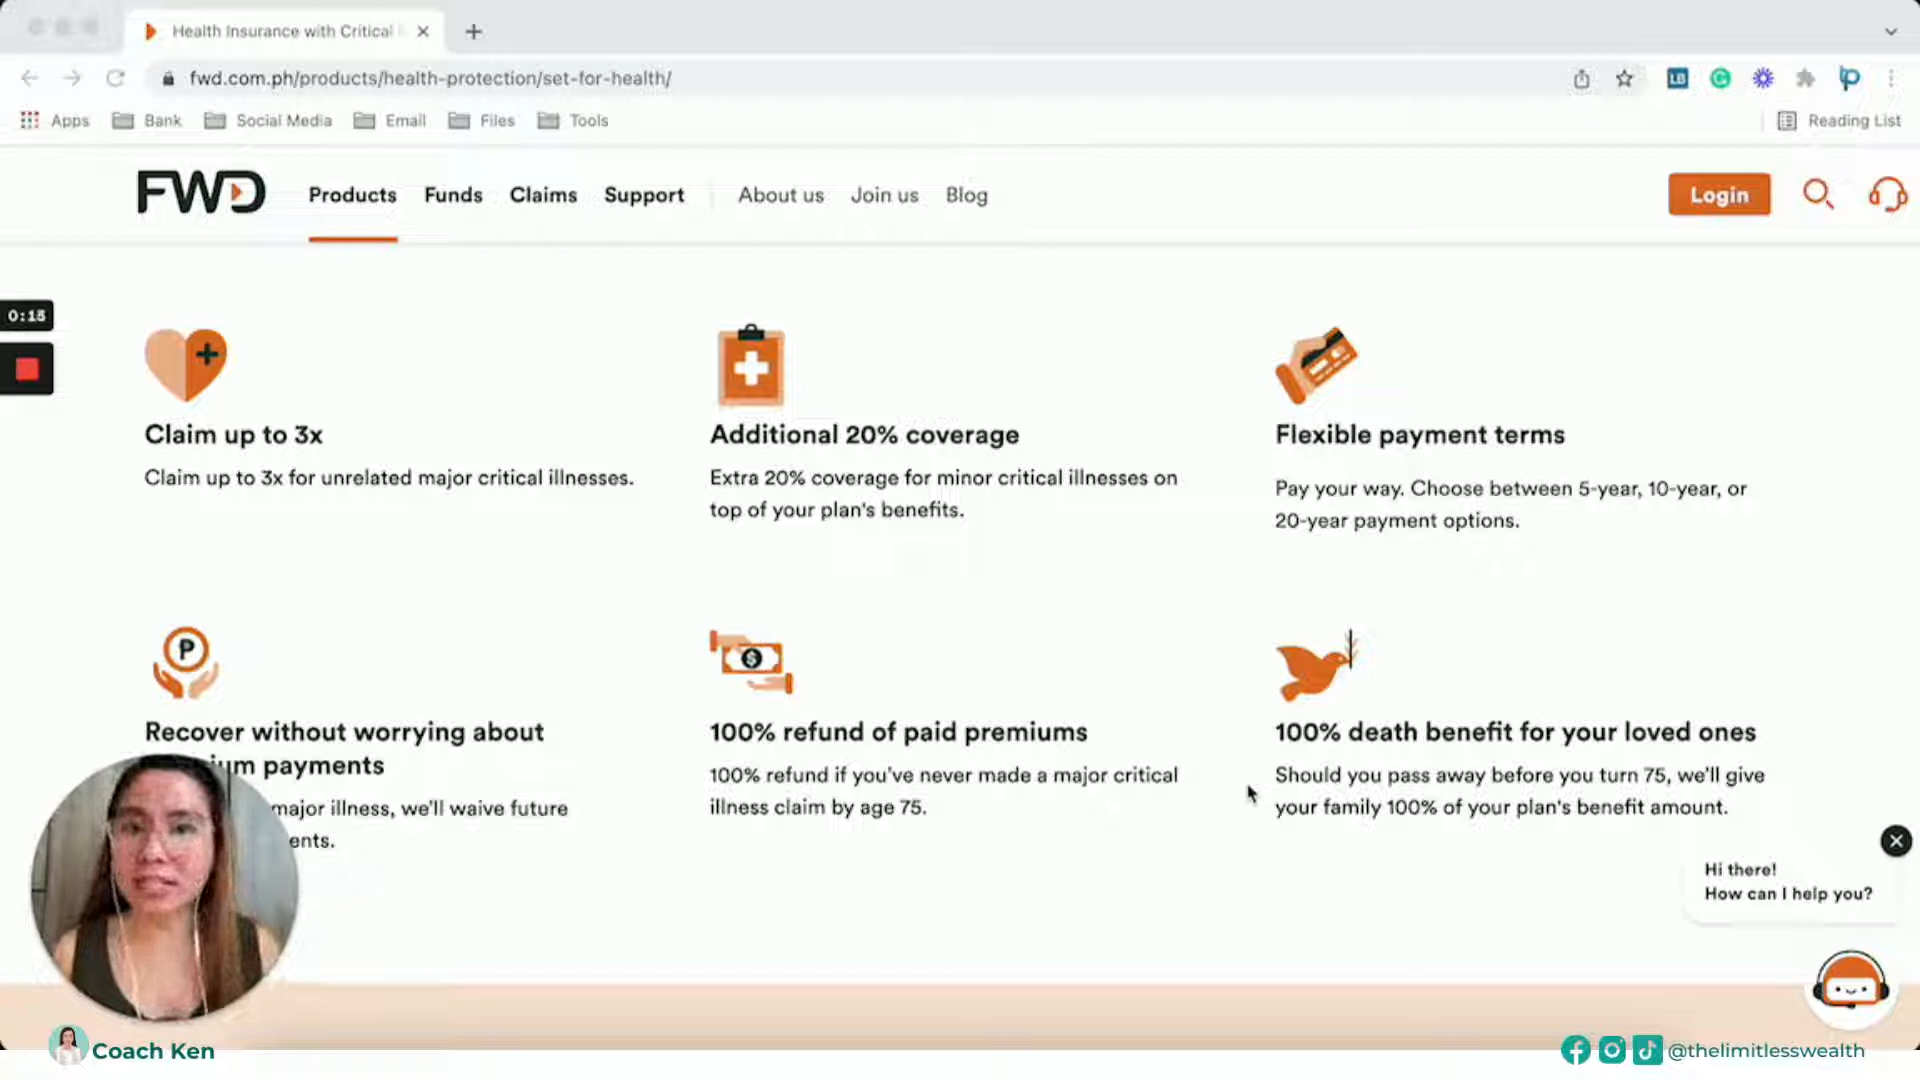 Health Insurance with Critical
fwd.com.ph/products/health-protection/set-for-health/
LB
Apps
Bank
Social Media
Email
Files
Tools
Reading List
FWD
Products
Funds
Claims
Support
About us
Join us
Blog
Login
0:15
Claim up to 3x
Claim up to 3x for unrelated major critical illnesses.
Additional 20% coverage
Extra 20% coverage for minor critical illnesses on
top of your plan's benefits.
Flexible payment terms
Pay your way. Choose between 5-year, 10-year, or
20-year payment options.
P
Recover without worrying about
payments
major illness, we'll waive future
$
100% refund of paid premiums
100% refund if you've never made a major critical
illness claim by age 75.
100% death benefit for your loved ones
Should you pass away before you turn 75, we'll give
your family 100% of your plan's benefit amount.
Hi there!
How can I help you?
Coach Ken
@thelimitlesswealth